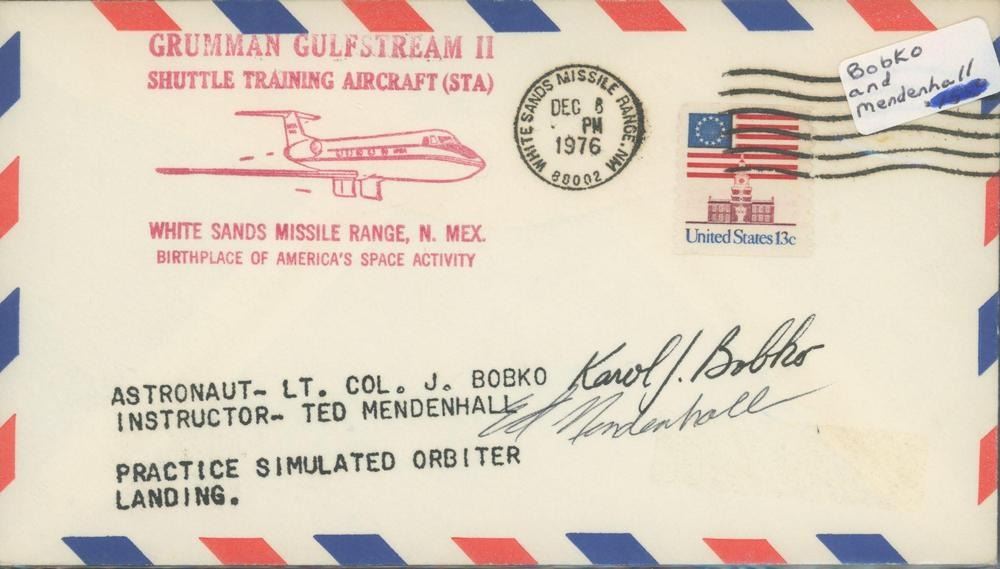 GRUMMAN GULFSTREAM II
SHUTTLE TRAINING AIRCRAFT (STA)
WHITE SANDS MISSILE RANGE, N. MEX.
BIRTHPLACE OF AMERICA'S SPACE ACTIVITY
WHITE SANDS MISSILE RANGE, NM
DEC 6
PM
1976
88002
United States 13c
Bobko
and
mendenhall
ASTRONAUT- LT. COL. J. BOBKO
Karol J. Bobko
INSTRUCTOR- TED MENDENHALL
Ed Mendenhall
PRACTICE SIMULATED ORBITER
LANDING.